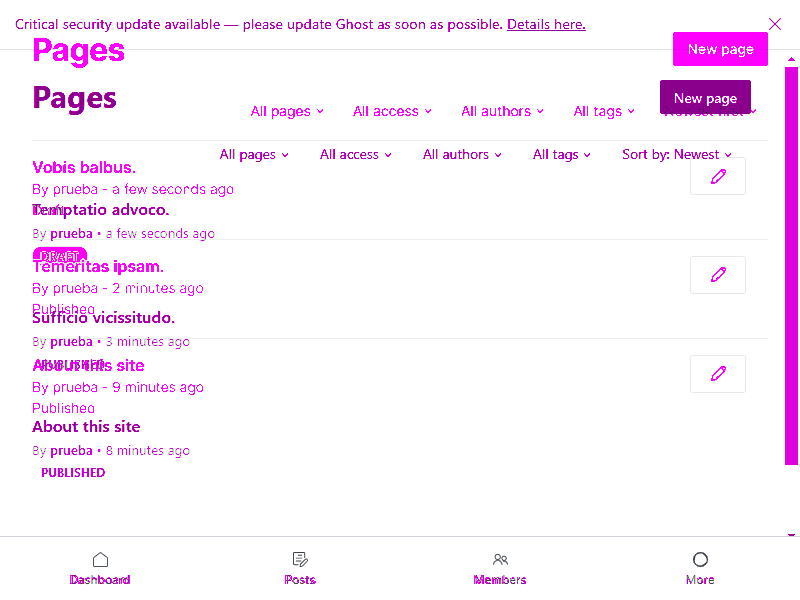 Critical security update available — please update Ghost as soon as possible. Details here.
Pages
New page
Pages
New page
All pages
All access
All authors
All tags
Newest first
All pages
All access
All authors
All tags
Sort by: Newest
Vobis balbus.
By prueba - a few seconds ago
Draft
Temptatio advoco.
By prueba • a few seconds ago
DRAFT
Temeritas ipsam.
By prueba - 2 minutes ago
Published
Sufficio vicissitudo.
By prueba • 3 minutes ago
PUBLISHED
About this site
By prueba - 9 minutes ago
Published
About this site
By prueba • 8 minutes ago
PUBLISHED
Dashboard
Posts
Members
More